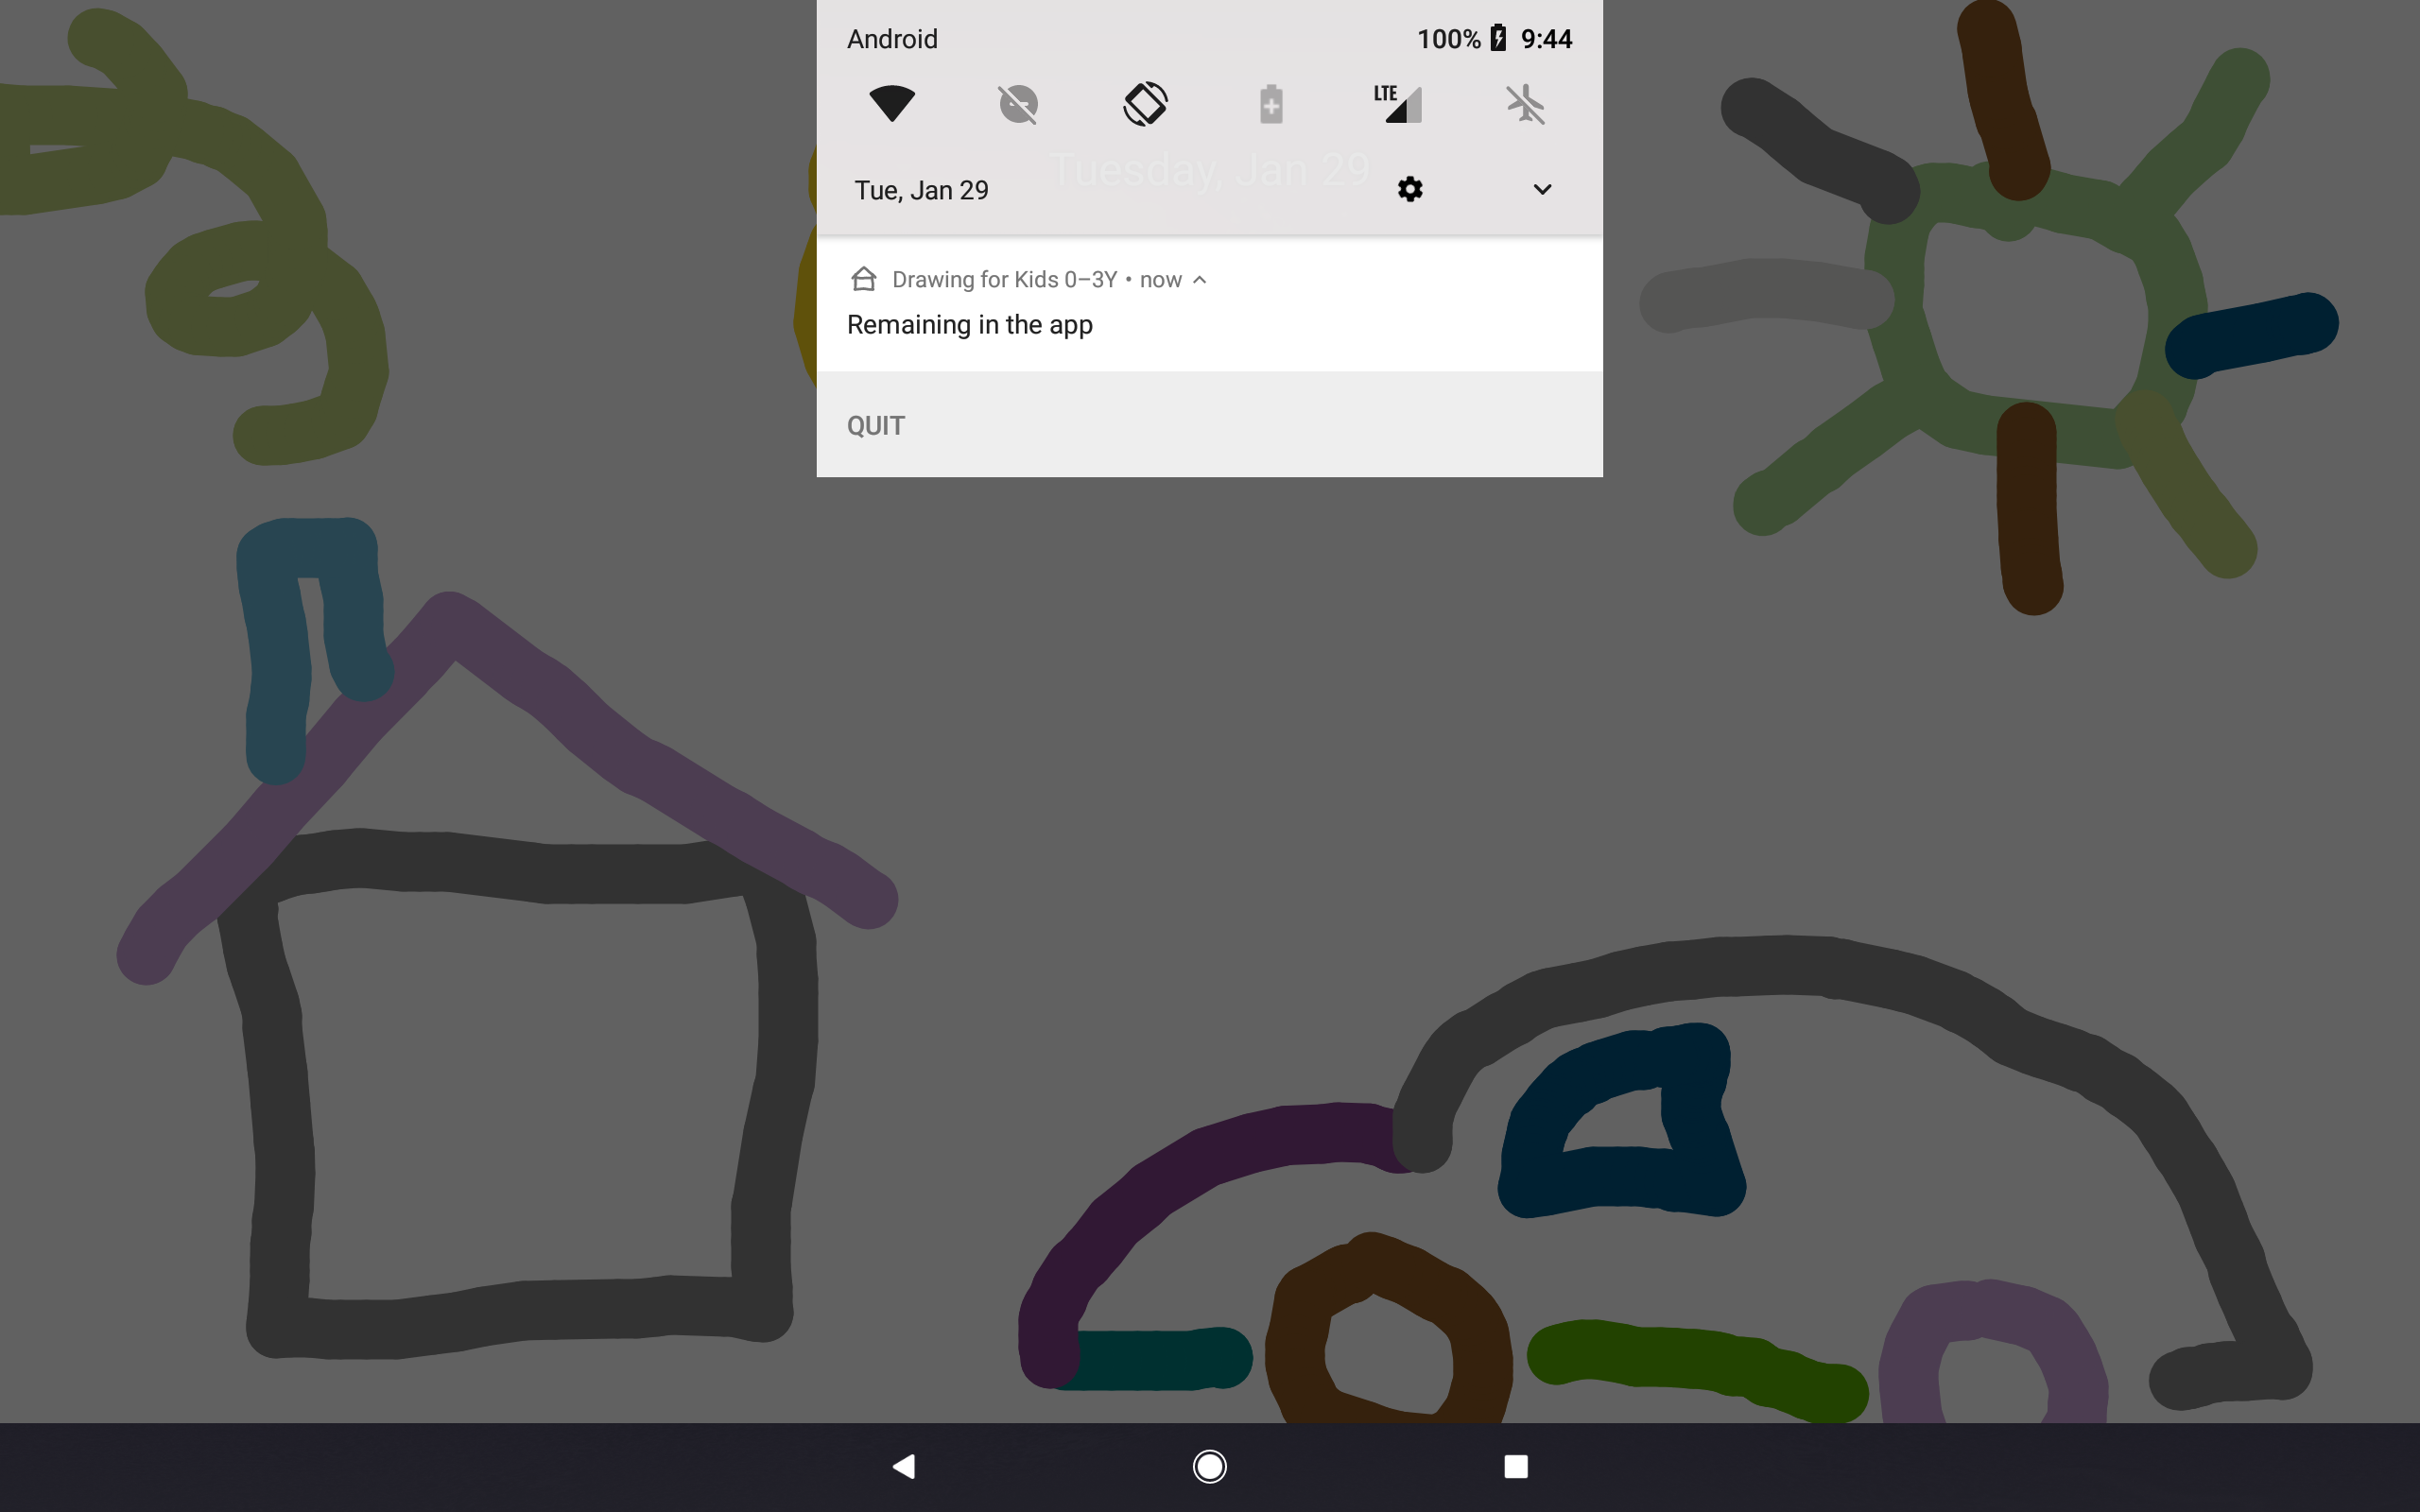 Android
100% 9:44
LTE
Tuesday, Jan 29
Tue, Jan 29
Drawing for Kids 0–3Y • now
Remaining in the app
QUIT